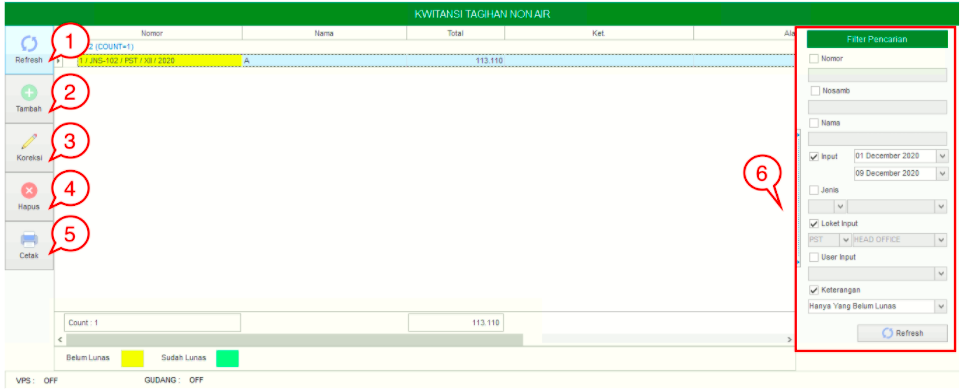 KWITANSI TAGIHAN NON AIR
Nomor Nama Total Ket. Ala
2 (COUNT=1)
1 / JNS-102 / PST / XII / 2020 A 113.110
Refresh
1
Tambah
2
Koreksi
3
Hapus
4
Cetak
5
6
Filter Pencarian
Nomor
Nosamb
Nama
Input 01 December 2020
09 December 2020
Jenis
Loket Input
PST HEAD OFFICE
User Input
Keterangan
Hanya Yang Belum Lunas
Refresh
Count : 1 113.110
Belum Lunas Sudah Lunas
VPS : OFF GUDANG : OFF